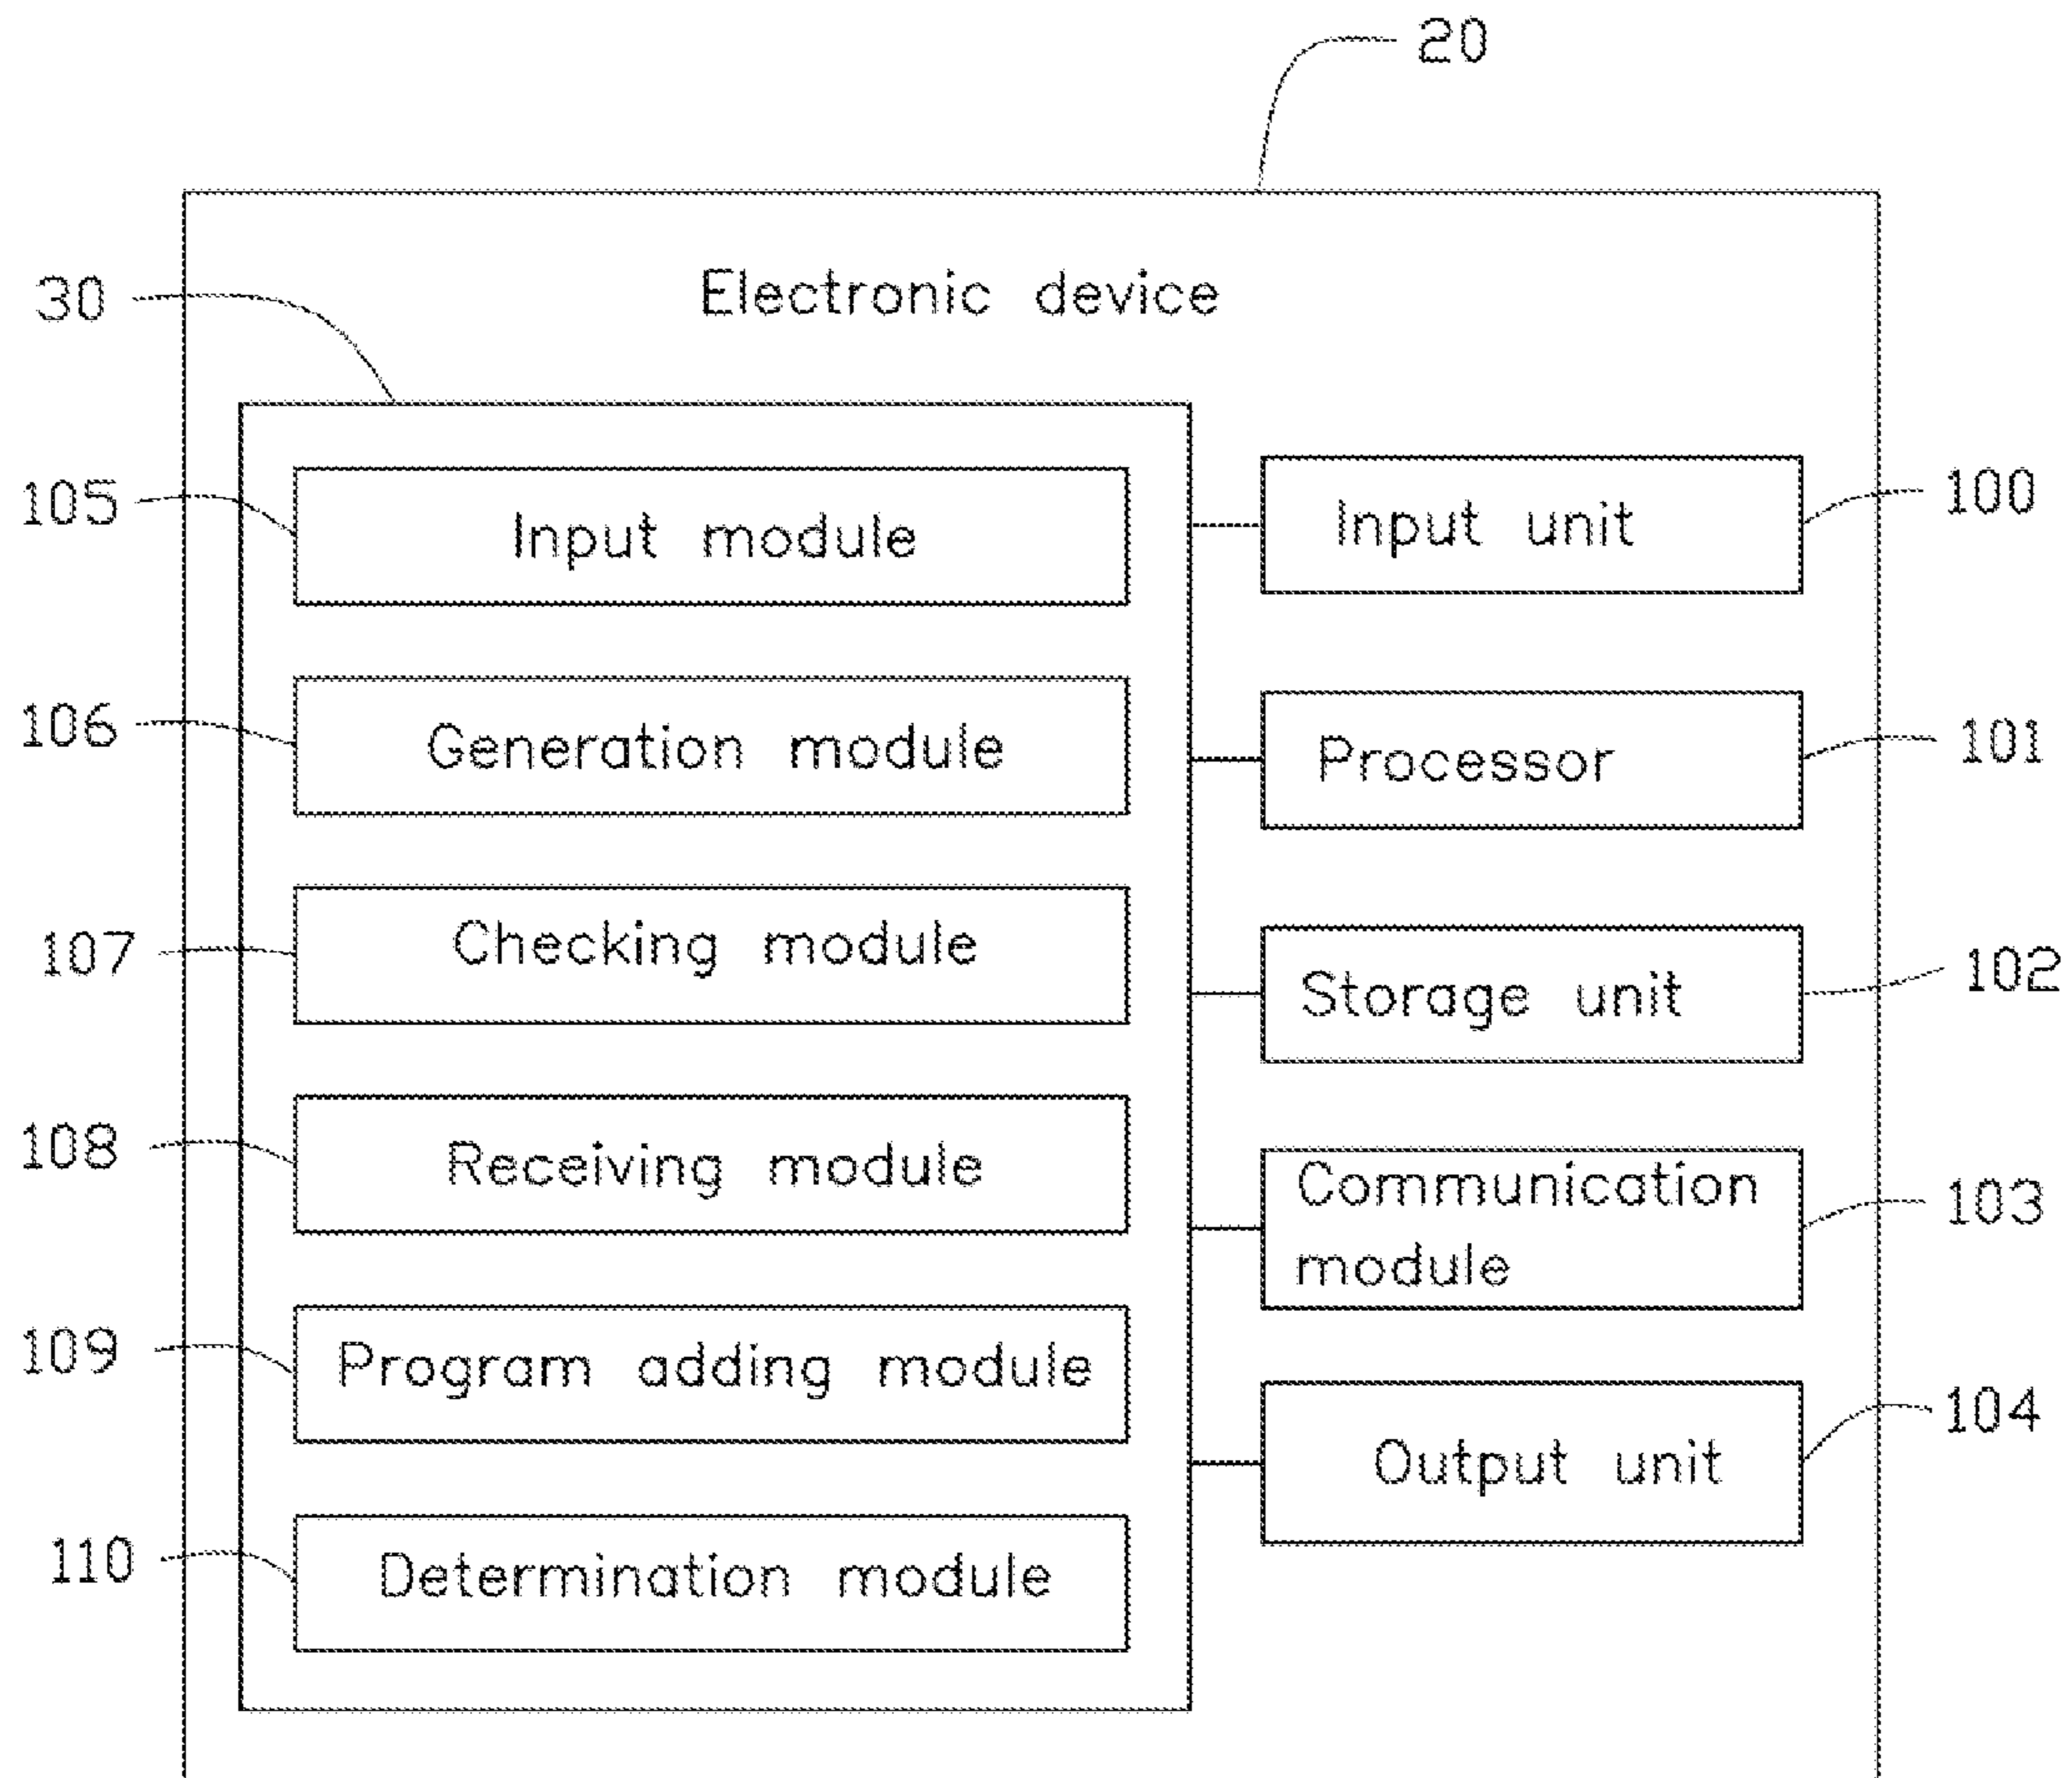 20
Electronic device
30
105
Input module
106
Generation module
107
Checking module
108
Receiving module
109
Program adding module
110
Determination module
Input unit
100
Processor
101
Storage unit
102
Communication
module
103
Output unit
104